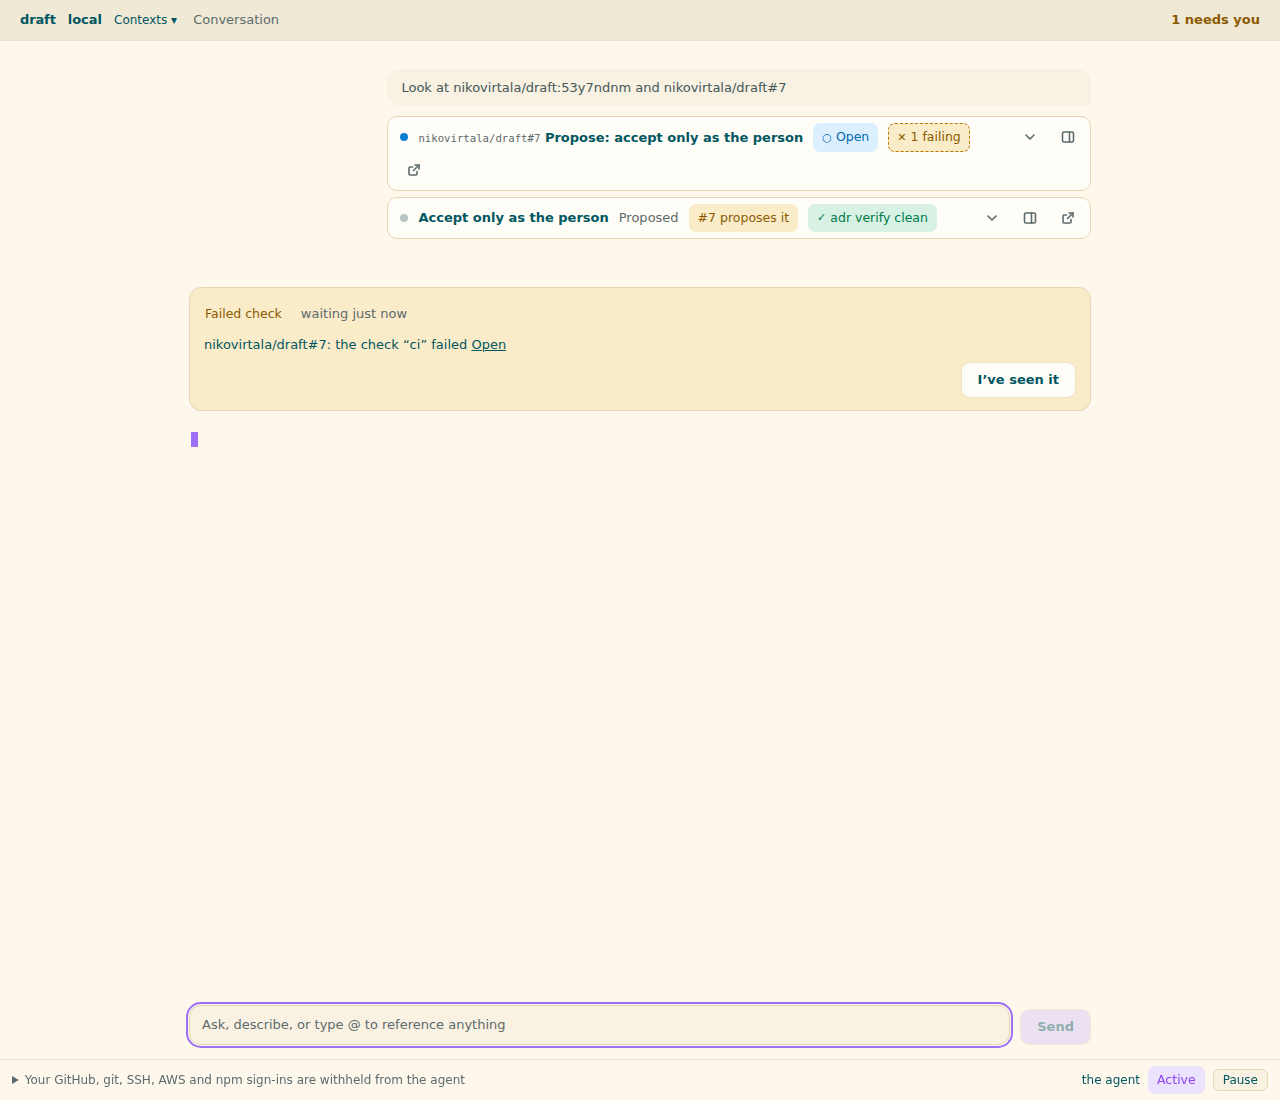 draft local Contexts ▾ Conversation 1 needs you
Look at nikovirtala/draft:53y7ndnm and nikovirtala/draft#7
nikovirtala/draft#7 Propose: accept only as the person ○ Open ✕ 1 failing
Accept only as the person Proposed #7 proposes it ✓ adr verify clean
Failed check waiting just now
nikovirtala/draft#7: the check “ci” failed Open
I’ve seen it
Ask, describe, or type @ to reference anything Send
▶ Your GitHub, git, SSH, AWS and npm sign-ins are withheld from the agent the agent Active Pause